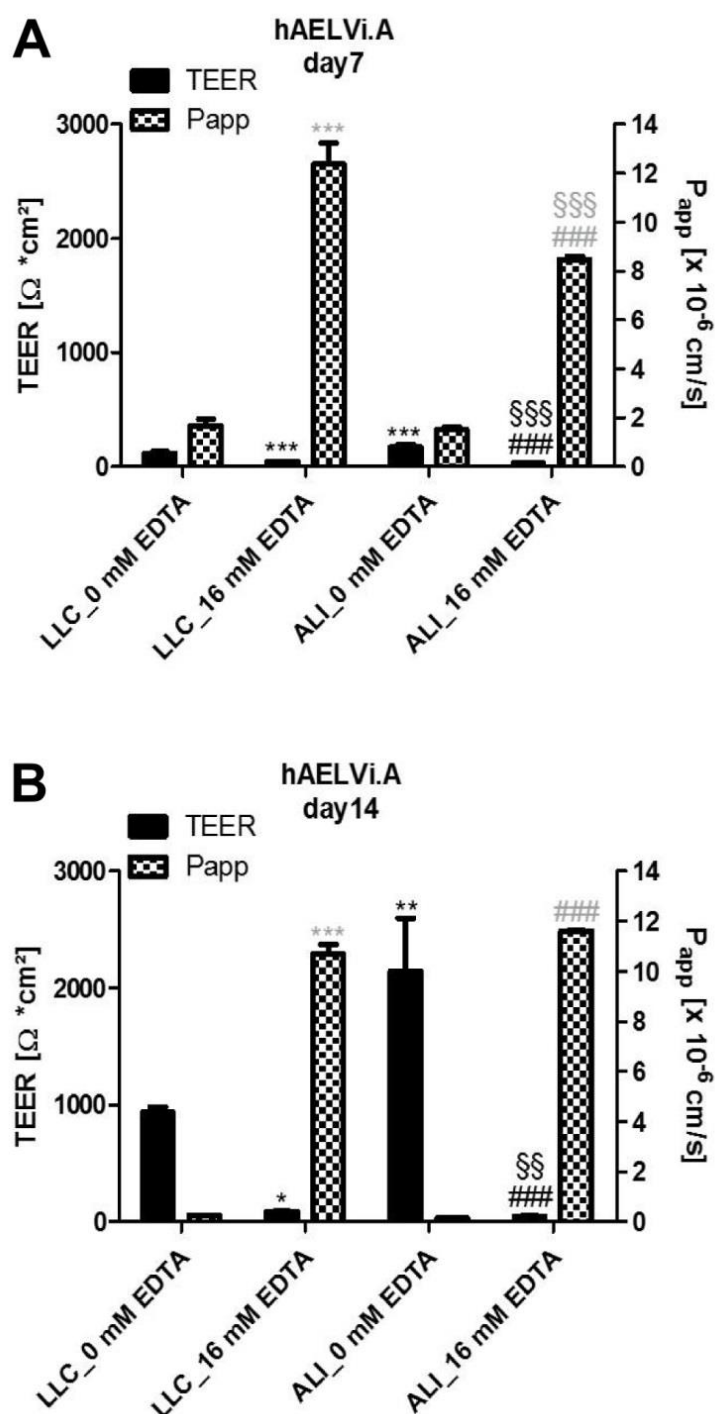 A
hAELVi.A
day7
TEER
Papp
3000
2000
1000
0
TEER [Ω *cm²]
14
12
10
8
6
4
2
0
Papp [x 10-6 cm/s]
***
§§§
###
***
***
§§§
###
LLC_0 mM EDTA
LLC_16 mM EDTA
ALI_0 mM EDTA
ALI_16 mM EDTA
B
hAELVi.A
day14
TEER
Papp
3000
2000
1000
0
TEER [Ω *cm²]
14
12
10
8
6
4
2
0
Papp [x 10-6 cm/s]
***
**
###
*
§§
###
LLC_0 mM EDTA
LLC_16 mM EDTA
ALI_0 mM EDTA
ALI_16 mM EDTA